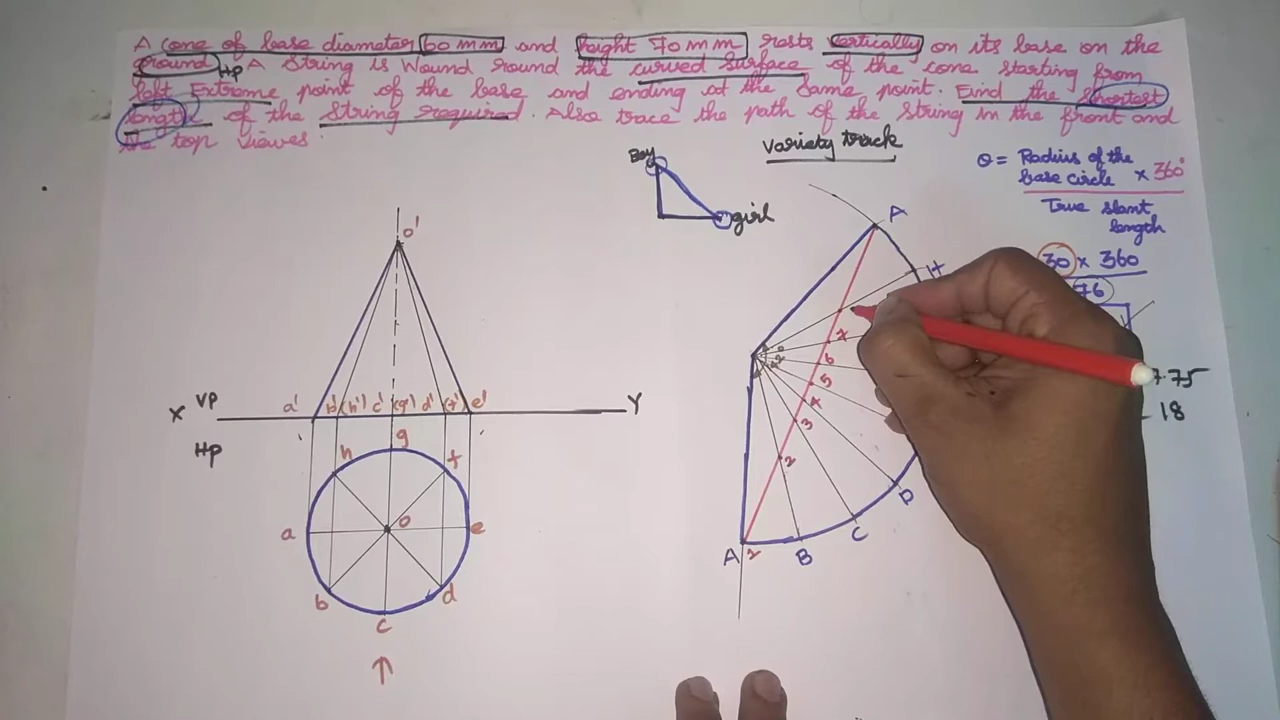 A cone of base diameter 60 mm and height 70 mm rests vertically on its base on the
ground HP A String is Wound round the curved surface of the cone starting from
left Extreme point of the base and ending at the same point. Find the shortest
length of the string required. Also trace the path of the string in the front and
the top views
variety track
Boy
girl
θ = Radius of the
base circle × 360°
True slant
length
30 × 360
76
7.75
18
O'
X VP a' b' (h') c' (g') d' (f') e' Y
HP
g
h f
a o e
b d
c
↑
A
H
7
6
5
4
3
2
D
C
A 2 B